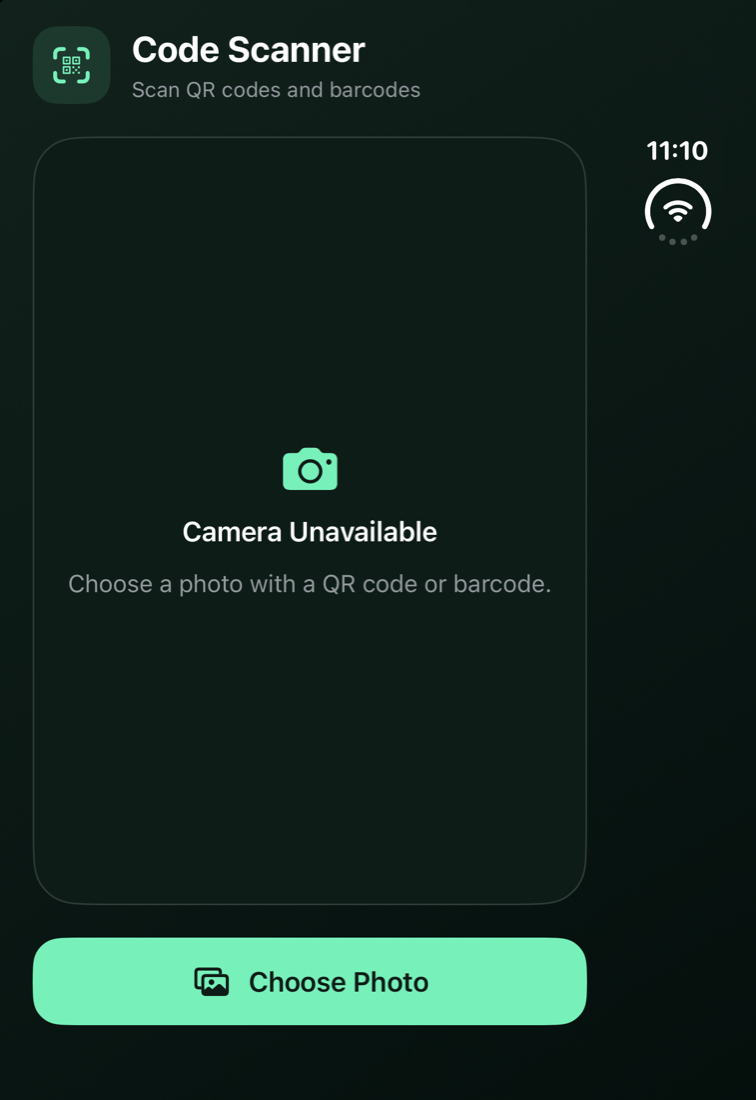 Code Scanner
Scan QR codes and barcodes
11:10
Camera Unavailable
Choose a photo with a QR code or barcode.
Choose Photo